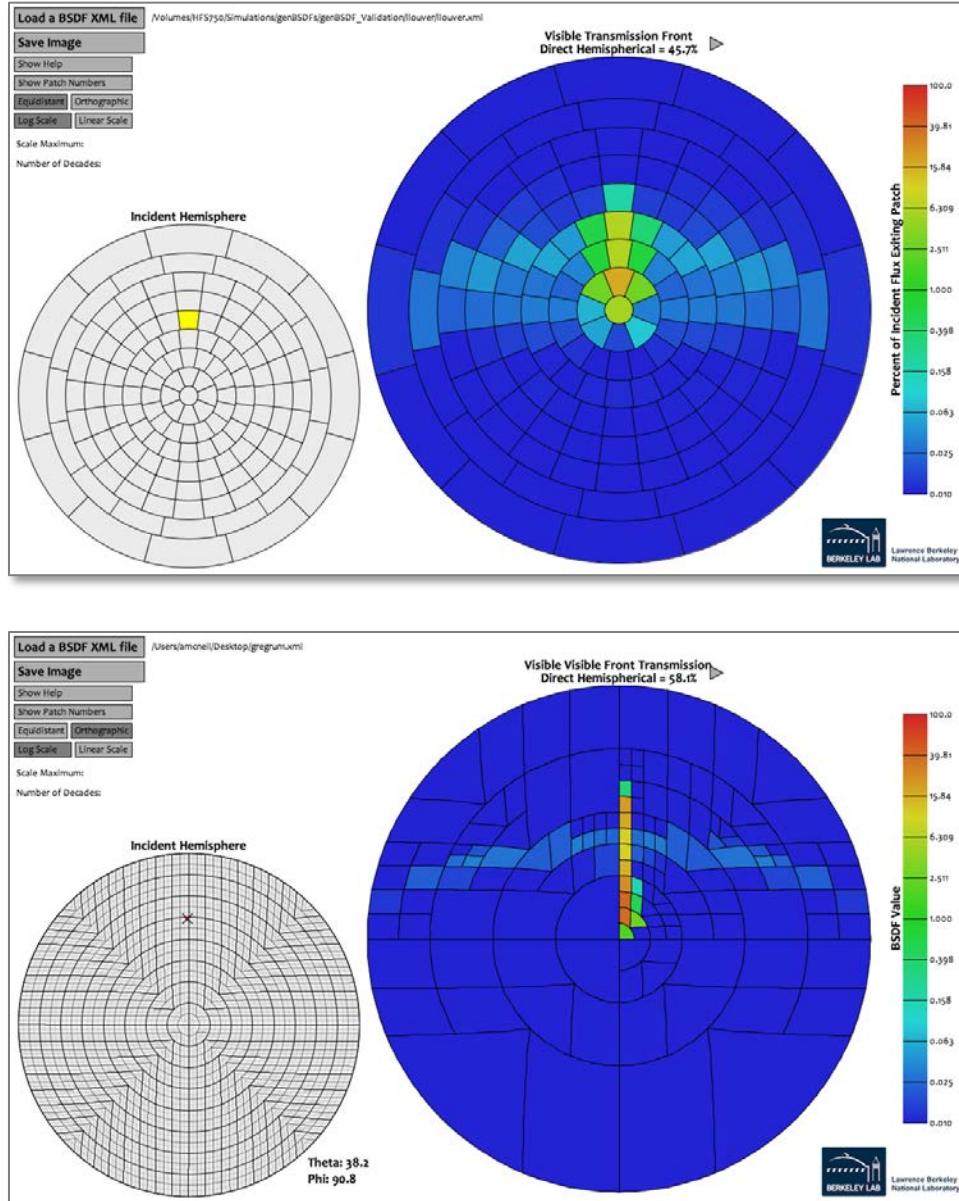 Load a BSDF XML file
/Volumes/HFS750/Simulations/genBSDFs/genBSDF_Validation/llouver/llouver.xml
Save Image
Show Help
Show Patch Numbers
Equidistant Orthographic
Log Scale Linear Scale
Scale Maximum:
Number of Decades:
Visible Transmission Front
Direct Hemispherical = 45.7%
Incident Hemisphere
Percent of Incident Flux Exiting Patch
100.0
39.81
15.84
6.309
2.511
1.000
0.398
0.158
0.063
0.025
0.010
BERKELEY LAB
Lawrence Berkeley
National Laboratory
Load a BSDF XML file
/Users/amcneil/Desktop/gregrum.xml
Save Image
Show Help
Show Patch Numbers
Equidistant Orthographic
Log Scale Linear Scale
Scale Maximum:
Number of Decades:
Visible Visible Front Transmission
Direct Hemispherical = 58.1%
Incident Hemisphere
Theta: 38.2
Phi: 90.8
BSDF Value
100.0
39.81
15.84
6.309
2.511
1.000
0.398
0.158
0.063
0.025
0.010
BERKELEY LAB
Lawrence Berkeley
National Laboratory